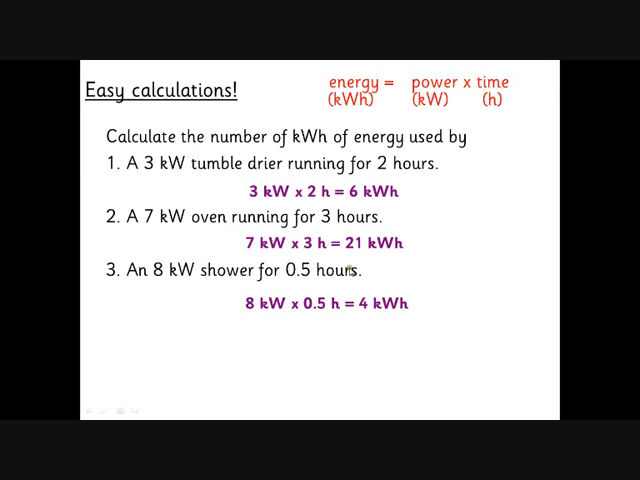 Easy calculations!
energy = power x time
(kWh) (kW) (h)
Calculate the number of kWh of energy used by
1. A 3 kW tumble drier running for 2 hours.
3 kW x 2 h = 6 kWh
2. A 7 kW oven running for 3 hours.
7 kW x 3 h = 21 kWh
3. An 8 kW shower for 0.5 hours.
8 kW x 0.5 h = 4 kWh